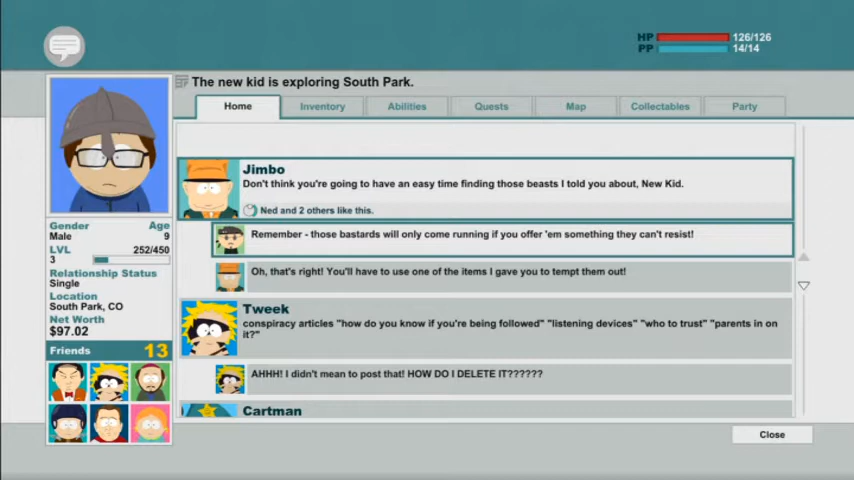 HP 126/126
PP 14/14
The new kid is exploring South Park.
Home Inventory Abilities Quests Map Collectables Party
Gender Age
Male 9
LVL 252/450
3
Relationship Status
Single
Location
South Park, CO
Net Worth
$97.02
Friends 13
Jimbo
Don't think you're going to have an easy time finding those beasts I told you about, New Kid.
Ned and 2 others like this.
Remember - those bastards will only come running if you offer 'em something they can't resist!
Oh, that's right! You'll have to use one of the items I gave you to tempt them out!
Tweek
conspiracy articles "how do you know if you're being followed" "listening devices" "who to trust" "parents in on
it?"
AHHH! I didn't mean to post that! HOW DO I DELETE IT??????
Cartman
Close